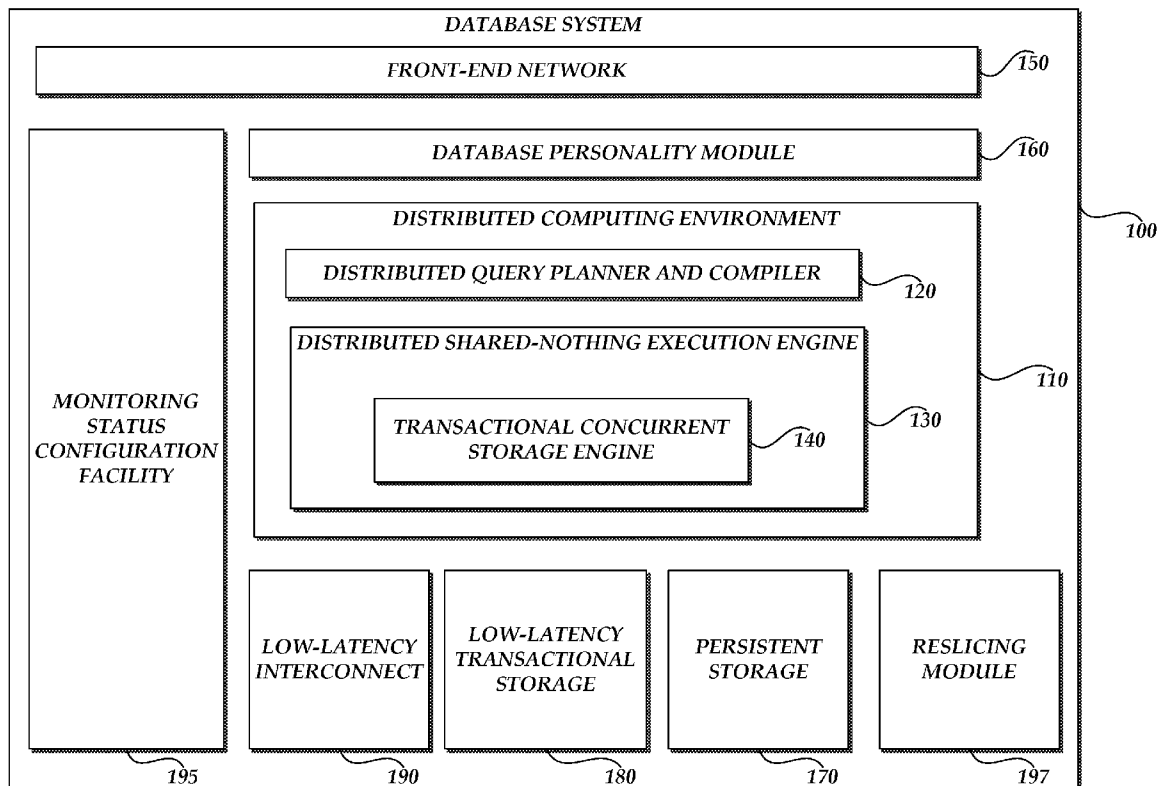 DATABASE SYSTEM
FRONT-END NETWORK
150
DATABASE PERSONALITY MODULE
160
DISTRIBUTED COMPUTING ENVIRONMENT
100
DISTRIBUTED QUERY PLANNER AND COMPILER
120
DISTRIBUTED SHARED-NOTHING EXECUTION ENGINE
110
MONITORING
STATUS
CONFIGURATION
FACILITY
TRANSACTIONAL CONCURRENT
STORAGE ENGINE
140
130
LOW-LATENCY
INTERCONNECT
LOW-LATENCY
TRANSACTIONAL
STORAGE
PERSISTENT
STORAGE
RESLICING
MODULE
195
190
180
170
197